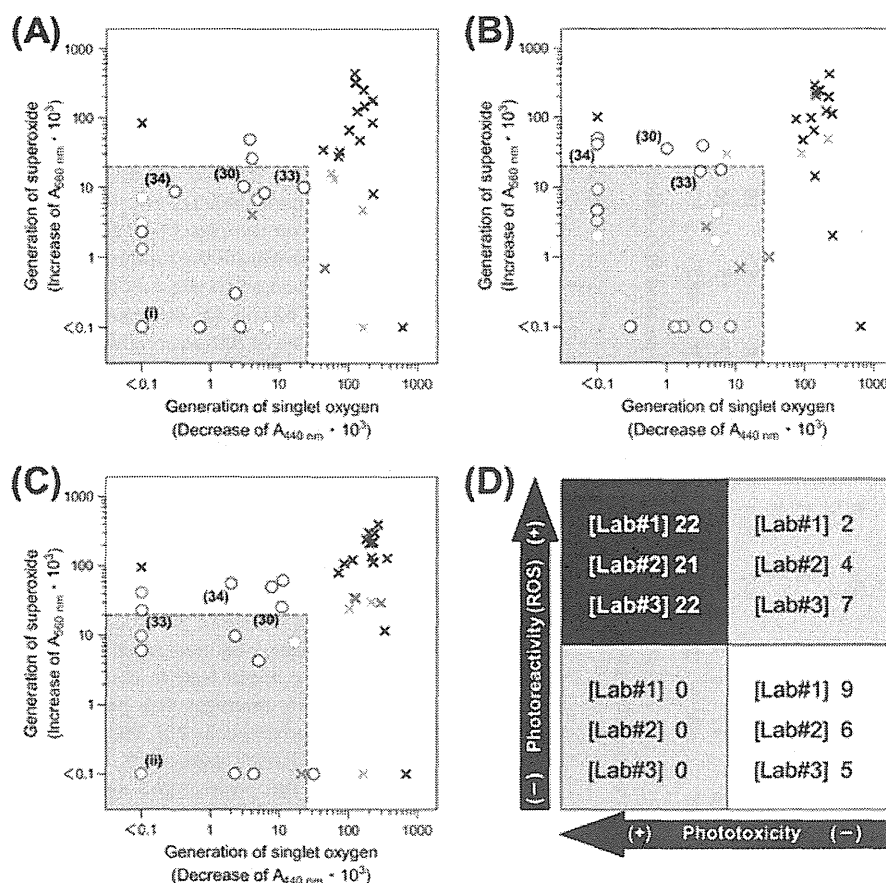 (A)
Generation of superoxide
(Increase of A560 nm · 10³)
1000
100
10
1
<0.1
(34)
(30)
(33)
(i)
<0.1
1
10
100
1000
Generation of singlet oxygen
(Decrease of A440 nm · 10³)
(B)
Generation of superoxide
(Increase of A560 nm · 10³)
1000
100
10
1
<0.1
(34)
(30)
(33)
<0.1
1
10
100
1000
Generation of singlet oxygen
(Decrease of A440 nm · 10³)
(C)
Generation of superoxide
(Increase of A560 nm · 10³)
1000
100
10
1
<0.1
(34)
(33)
(30)
(ii)
<0.1
1
10
100
1000
Generation of singlet oxygen
(Decrease of A440 nm · 10³)
(D)
(−) Photoreactivity (ROS) (+)
[Lab#1] 22
[Lab#2] 21
[Lab#3] 22
[Lab#1] 2
[Lab#2] 4
[Lab#3] 7
[Lab#1] 0
[Lab#2] 0
[Lab#3] 0
[Lab#1] 9
[Lab#2] 6
[Lab#3] 5
(+) Phototoxicity (−)